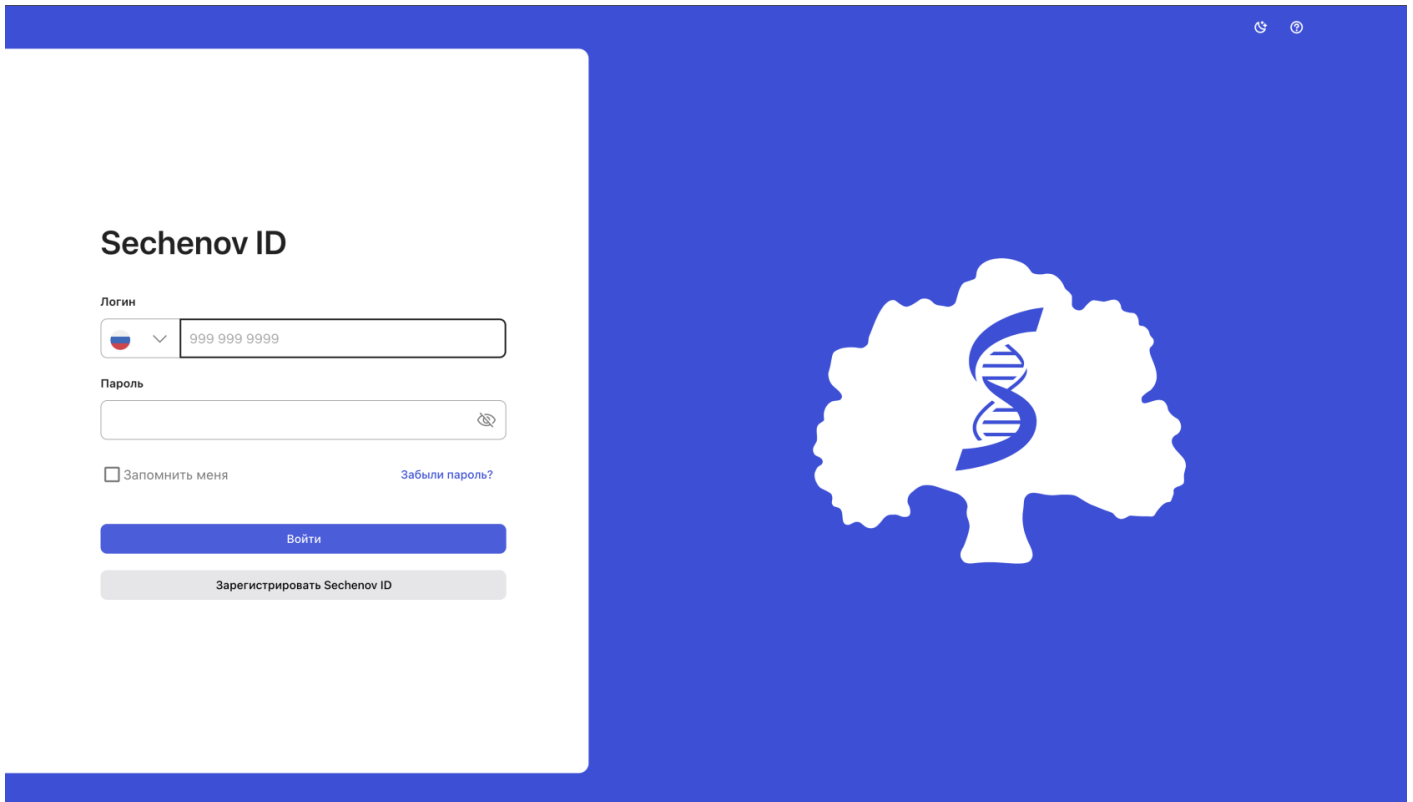 Sechenov ID
Логин
999 999 9999
Пароль
Запомнить меня
Забыли пароль?
Войти
Зарегистрировать Sechenov ID